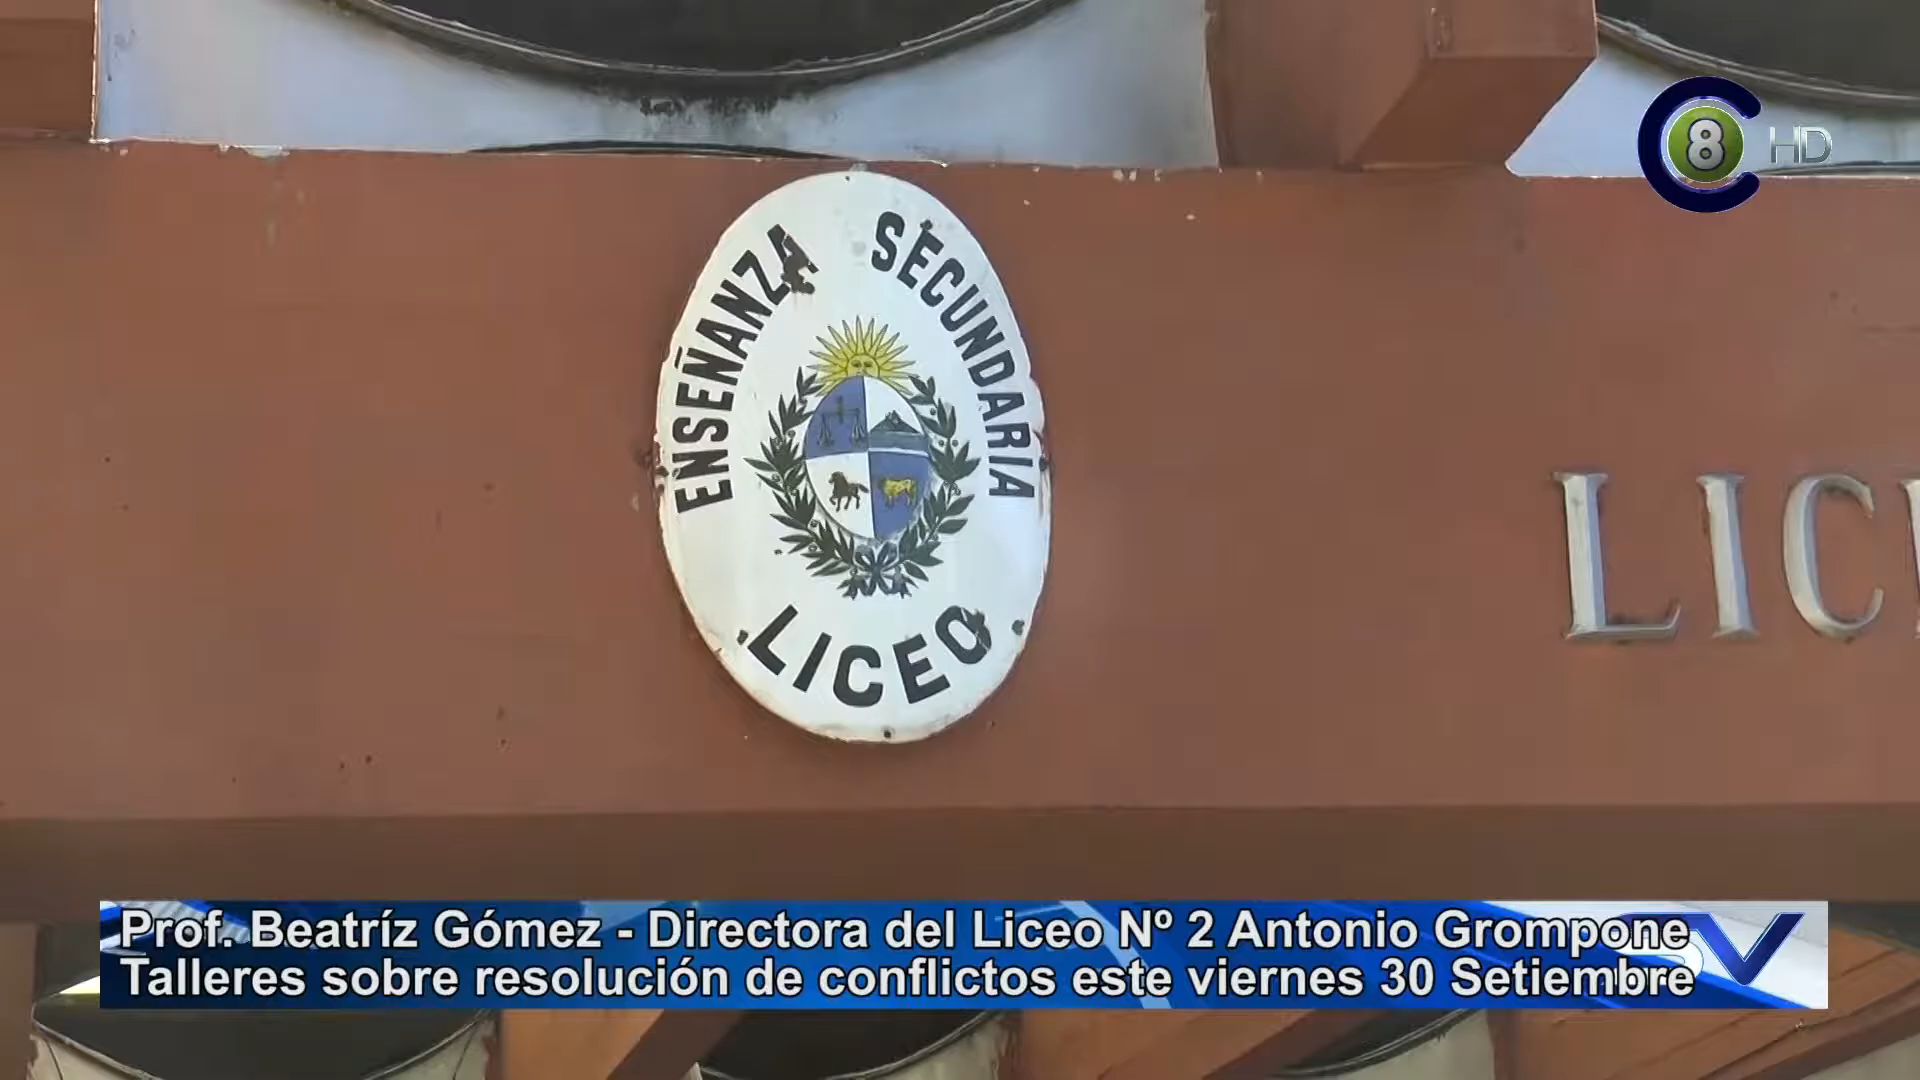 8 HD
ENSEÑANZA SECUNDARIA
LICEO
LIC
Prof. Beatríz Gómez - Directora del Liceo Nº 2 Antonio Grompone
Talleres sobre resolución de conflictos este viernes 30 Setiembre